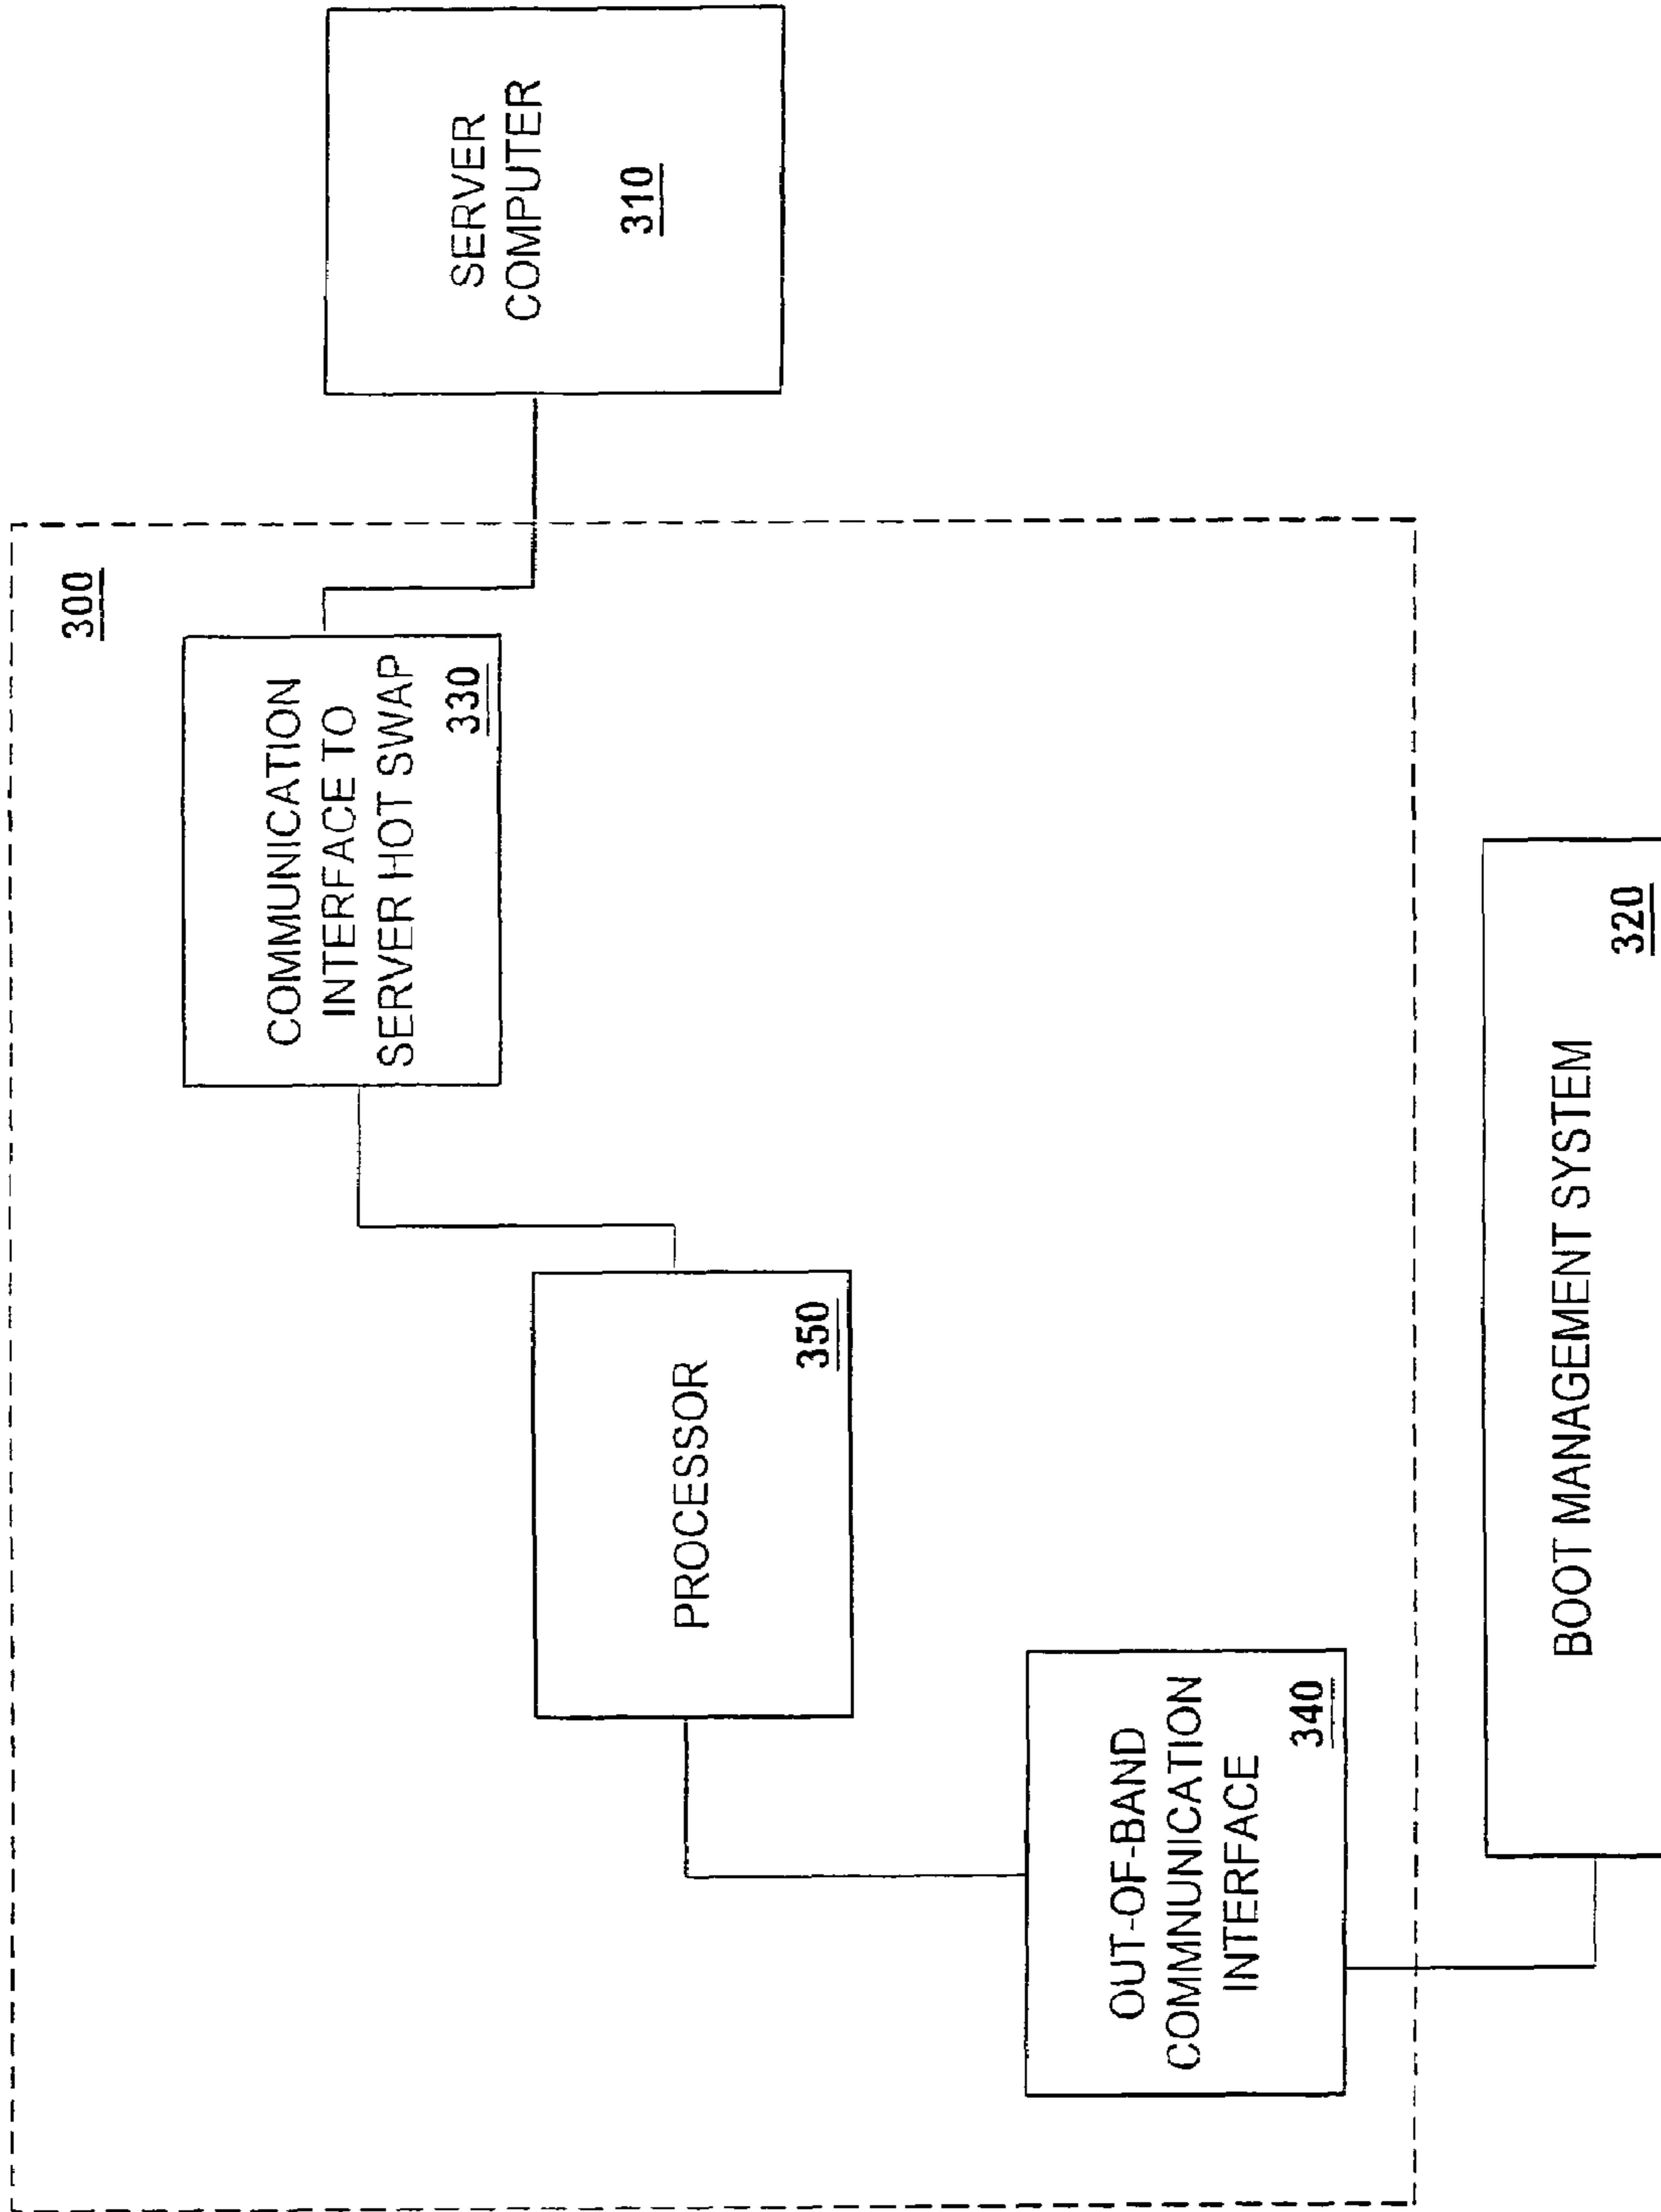 300
COMMUNICATION
INTERFACE TO
SERVER HOT SWAP
330
SERVER
COMPUTER
310
PROCESSOR
350
OUT-OF-BAND
COMMNUNICATION
INTERFACE
340
BOOT MANAGEMENT SYSTEM
320